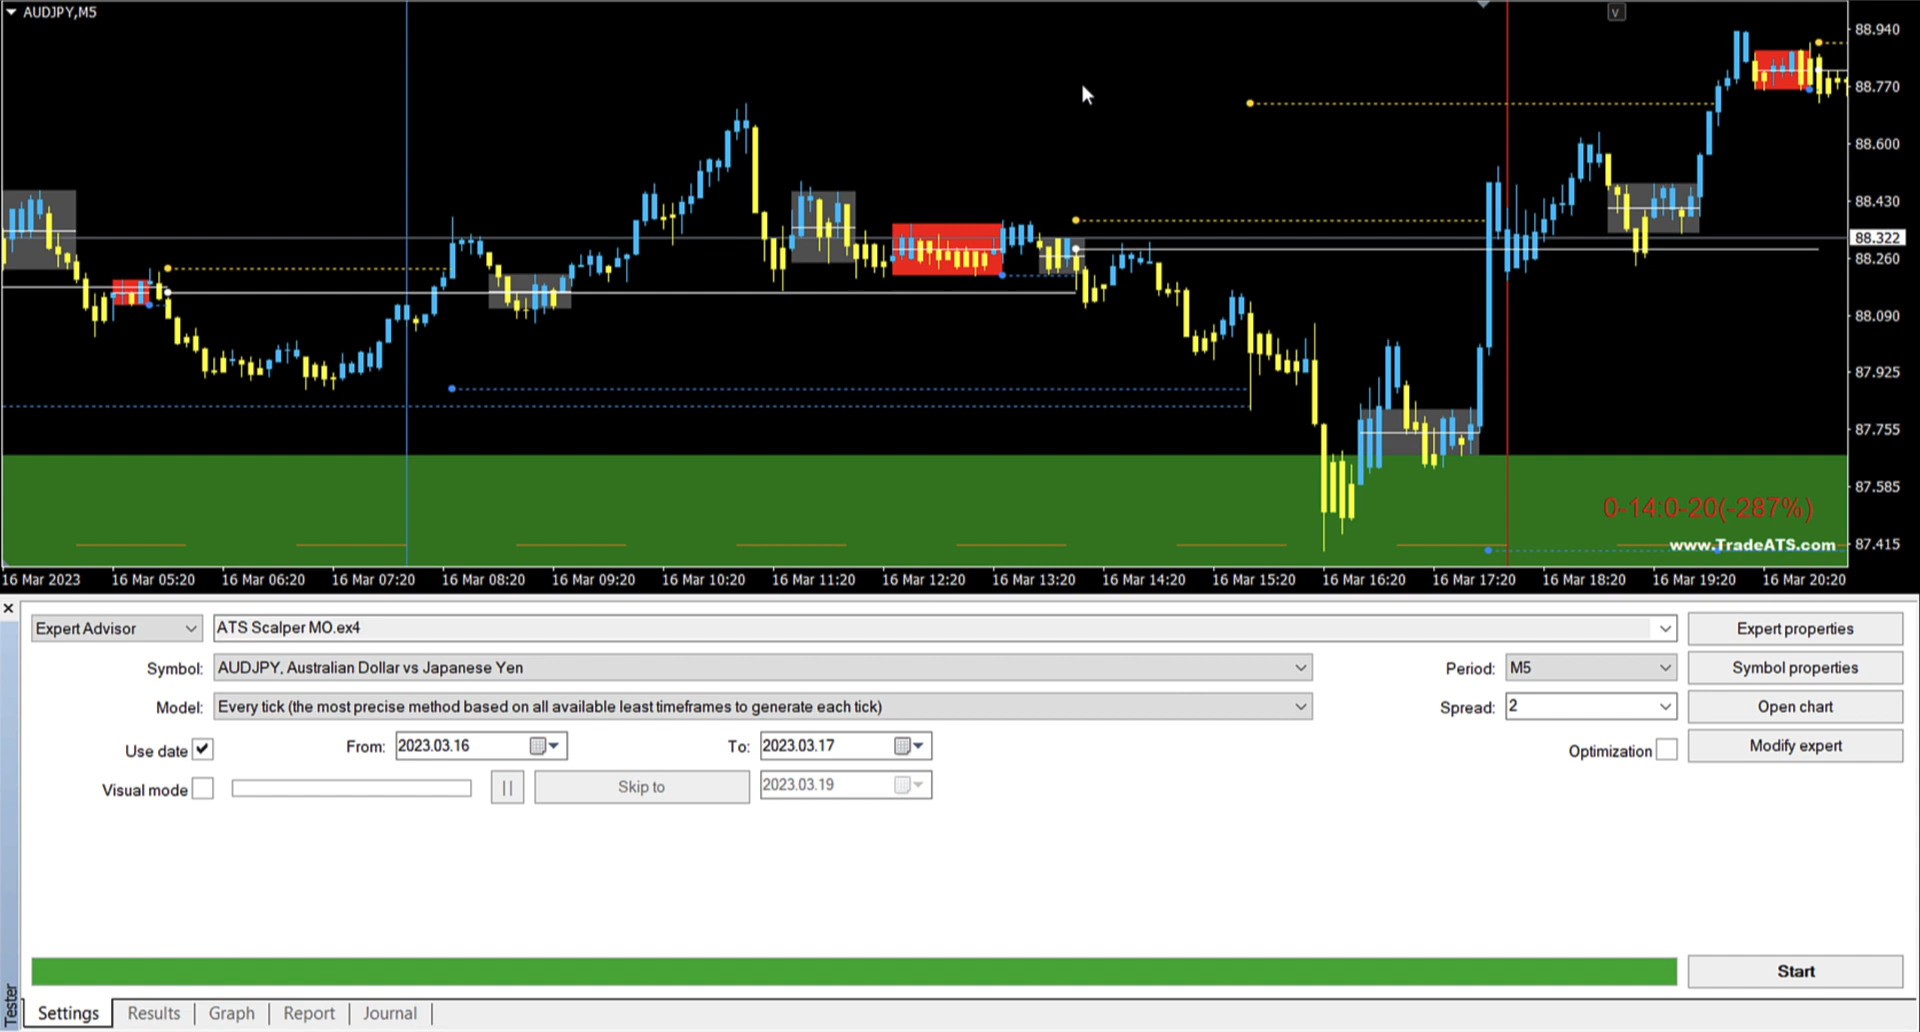 AUDJPY,M5
v
88.940
88.770
88.600
88.430
88.322
88.260
88.090
87.925
87.755
87.585
87.415
0-14:0-20(-287%)
www.TradeATS.com
16 Mar 2023 16 Mar 05:20 16 Mar 06:20 16 Mar 07:20 16 Mar 08:20 16 Mar 09:20 16 Mar 10:20 16 Mar 11:20 16 Mar 12:20 16 Mar 13:20 16 Mar 14:20 16 Mar 15:20 16 Mar 16:20 16 Mar 17:20 16 Mar 18:20 16 Mar 19:20 16 Mar 20:20
Expert Advisor ATS Scalper MO.ex4 Expert properties
Symbol: AUDJPY, Australian Dollar vs Japanese Yen Period: M5 Symbol properties
Model: Every tick (the most precise method based on all available least timeframes to generate each tick) Spread: 2 Open chart
Use date From: 2023.03.16 To: 2023.03.17 Optimization Modify expert
Visual mode Skip to 2023.03.19
Start
Tester
Settings Results Graph Report Journal